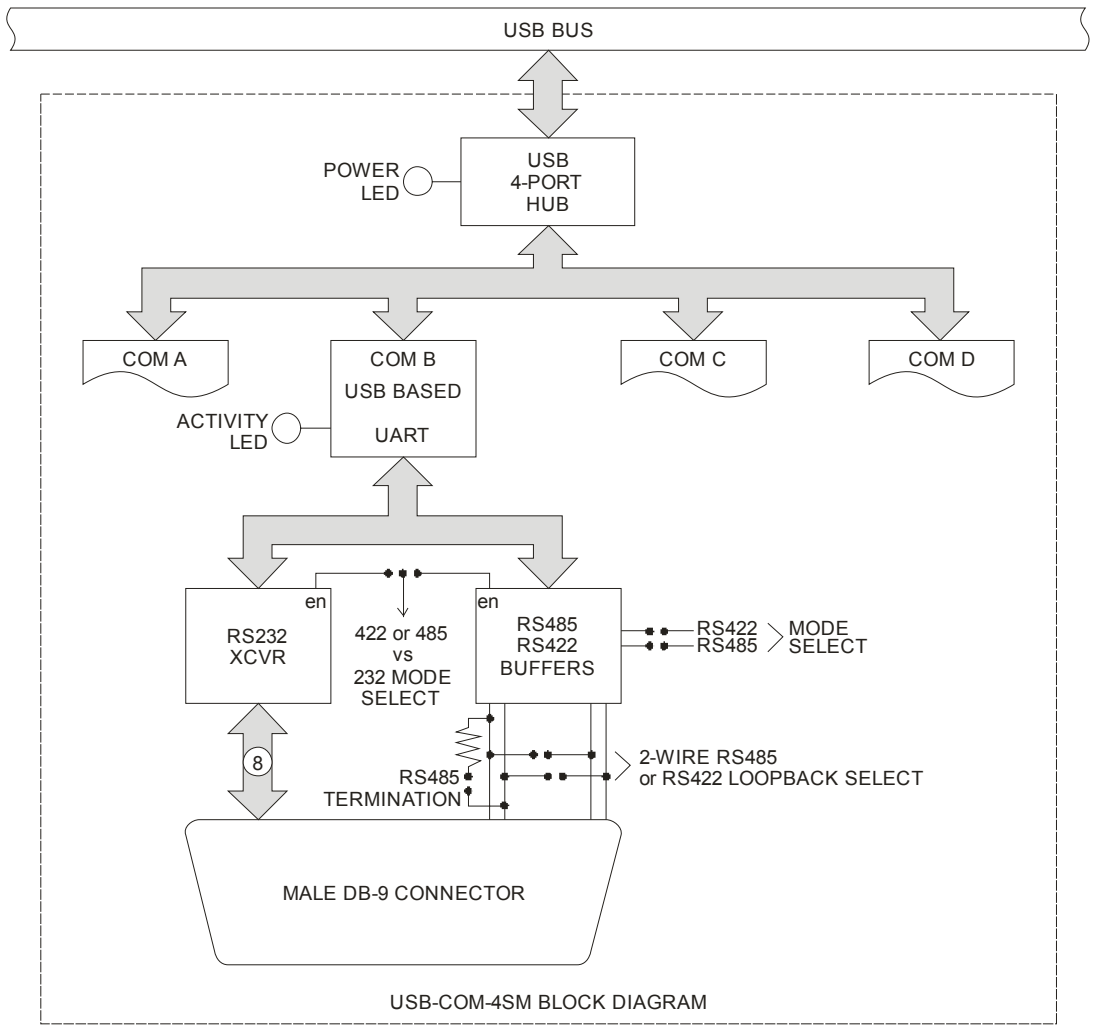 USB BUS
USB
4-PORT
HUB
POWER
LED
COM A
COM B
USB BASED
UART
COM C
COM D
ACTIVITY
LED
en
en
RS232
XCVR
422 or 485
vs
232 MODE
SELECT
RS485
RS422
BUFFERS
RS422
RS485
MODE
SELECT
8
RS485
TERMINATION
2-WIRE RS485
or RS422 LOOPBACK SELECT
MALE DB-9 CONNECTOR
USB-COM-4SM BLOCK DIAGRAM